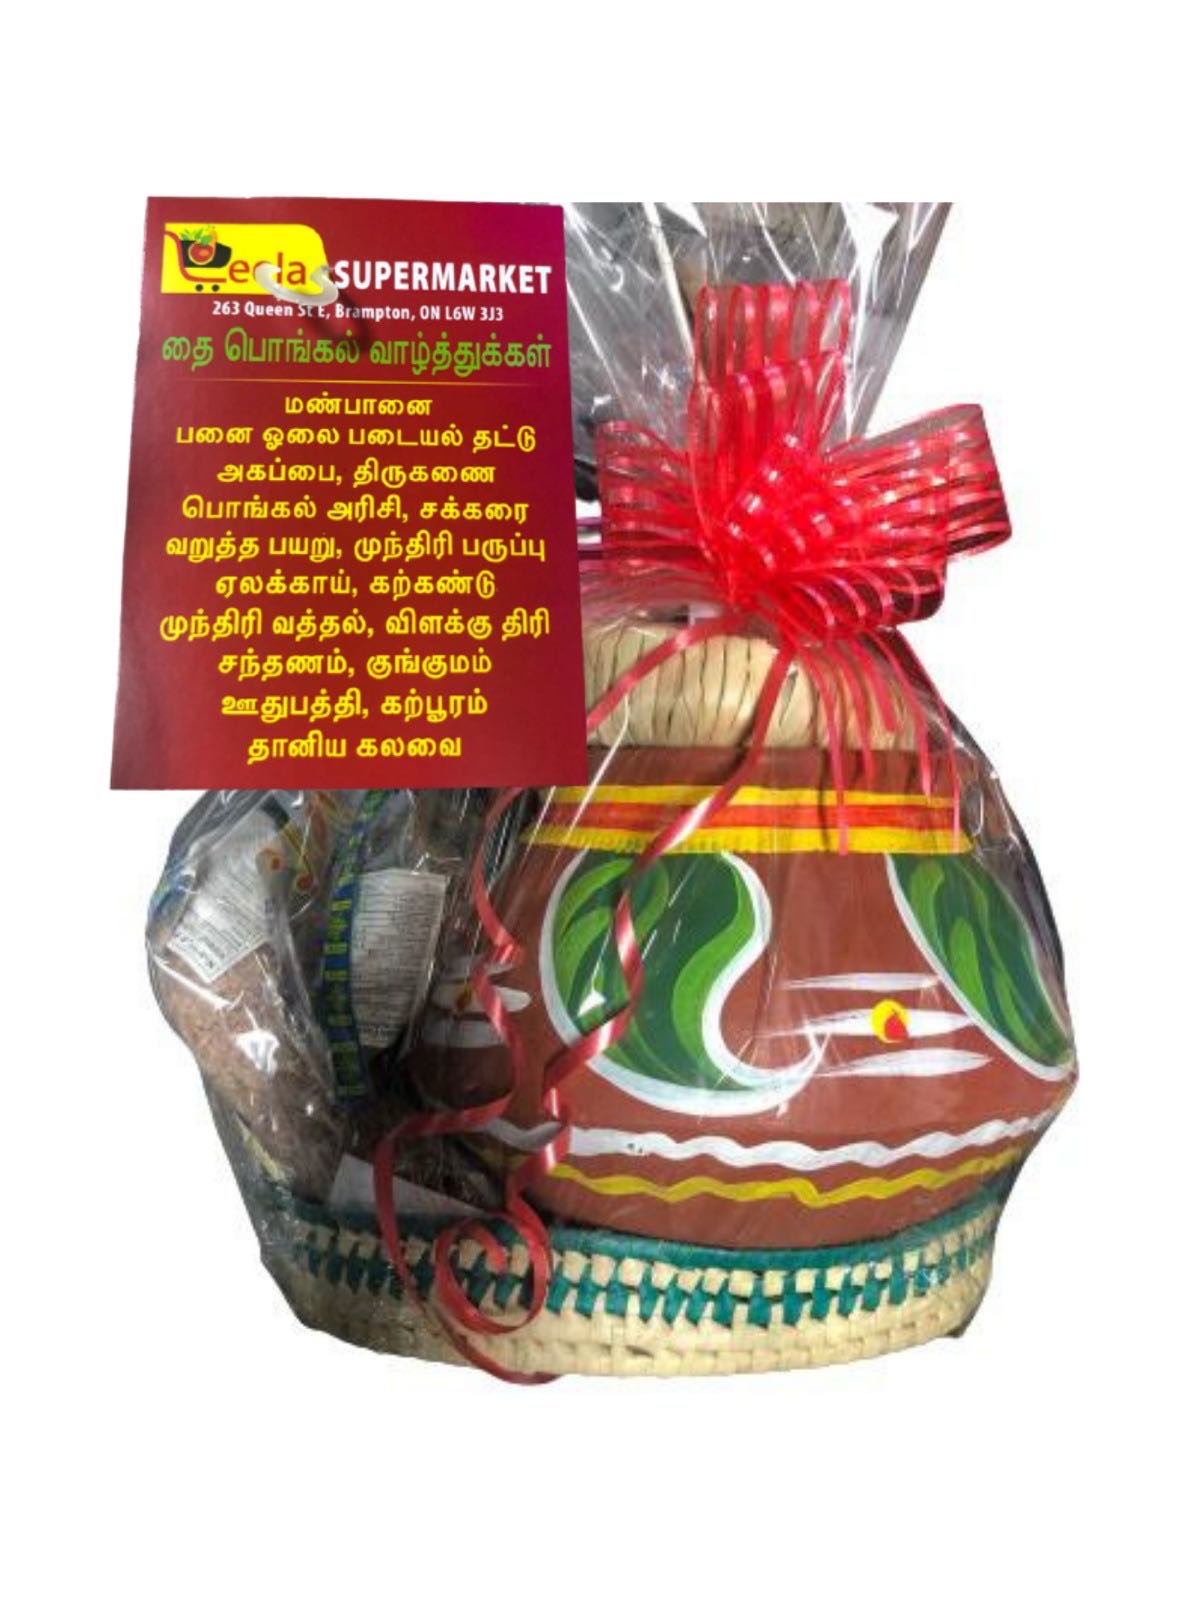 Leela SUPERMARKET
263 Queen St E, Brampton, ON L6W 3J3
தை பொங்கல் வாழ்த்துக்கள்
மண்பானை
பனை ஓலை படையல் தட்டு
அகப்பை, திருகணை
பொங்கல் அரிசி, சக்கரை
வறுத்த பயறு, முந்திரி பருப்பு
ஏலக்காய், கற்கண்டு
முந்திரி வத்தல், விளக்கு திரி
சந்தணம், குங்குமம்
ஊதுபத்தி, கற்பூரம்
தானிய கலவை